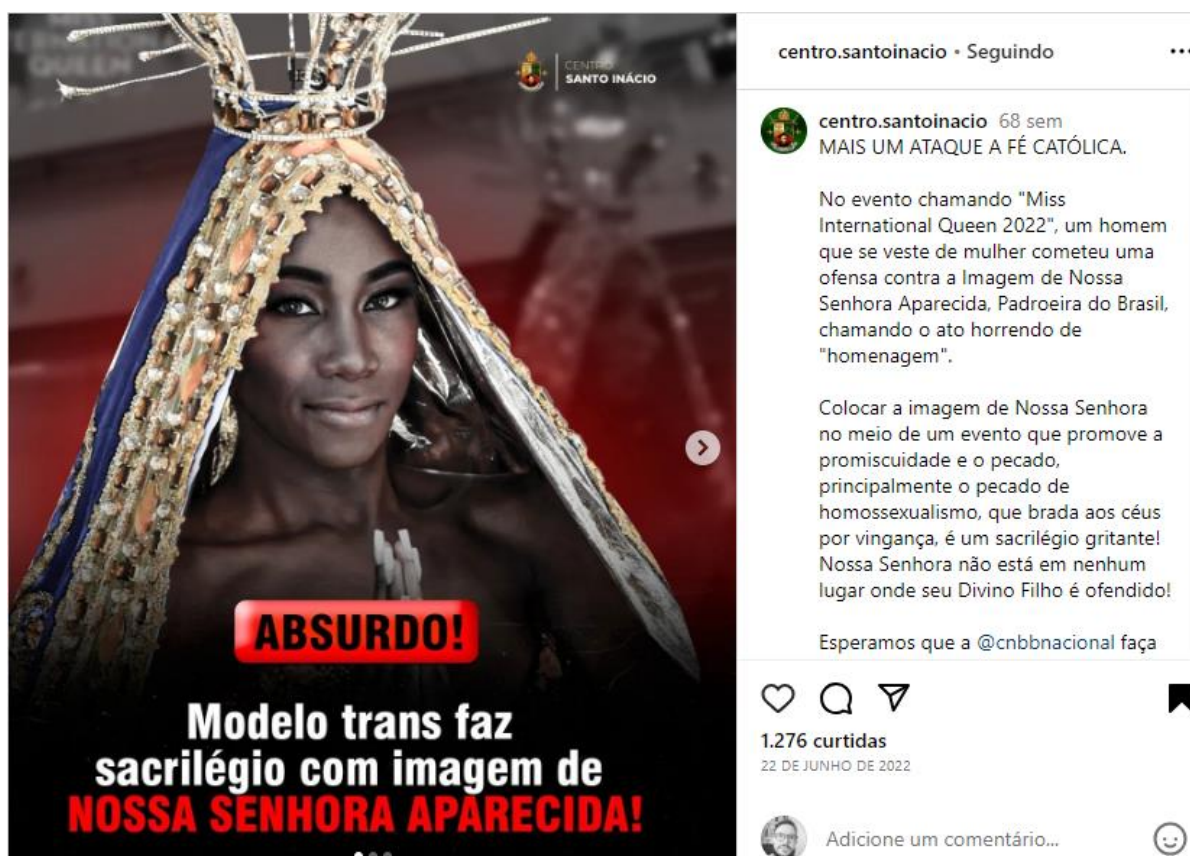 QUEEN
CENTRO
SANTO INÁCIO
ABSURDO!
Modelo trans faz
sacrilégio com imagem de
NOSSA SENHORA APARECIDA!
centro.santoinacio • Seguindo
centro.santoinacio 68 sem
MAIS UM ATAQUE A FÉ CATÓLICA.
No evento chamando "Miss
International Queen 2022", um homem
que se veste de mulher cometeu uma
ofensa contra a Imagem de Nossa
Senhora Aparecida, Padroeira do Brasil,
chamando o ato horrendo de
"homenagem".
Colocar a imagem de Nossa Senhora
no meio de um evento que promove a
promiscuidade e o pecado,
principalmente o pecado de
homossexualismo, que brada aos céus
por vingança, é um sacrilégio gritante!
Nossa Senhora não está em nenhum
lugar onde seu Divino Filho é ofendido!
Esperamos que a @cnbbnacional faça
1.276 curtidas
22 DE JUNHO DE 2022
Adicione um comentário...